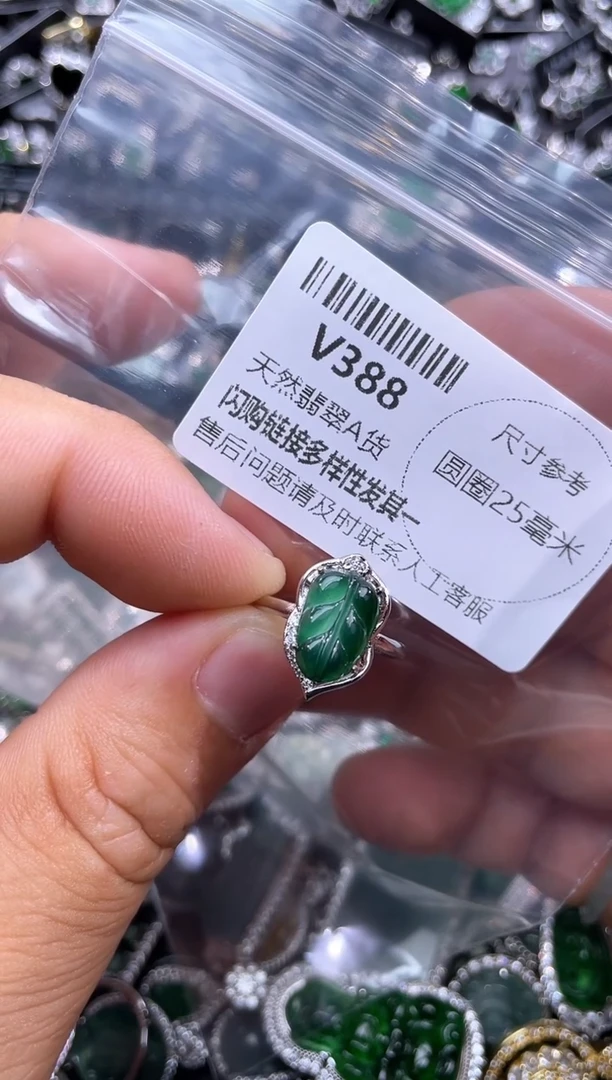 V388
天然翡翠A货
闪购链接多样性发其一
售后问题请及时联系人工客服
尺寸参考
圆圈25毫米